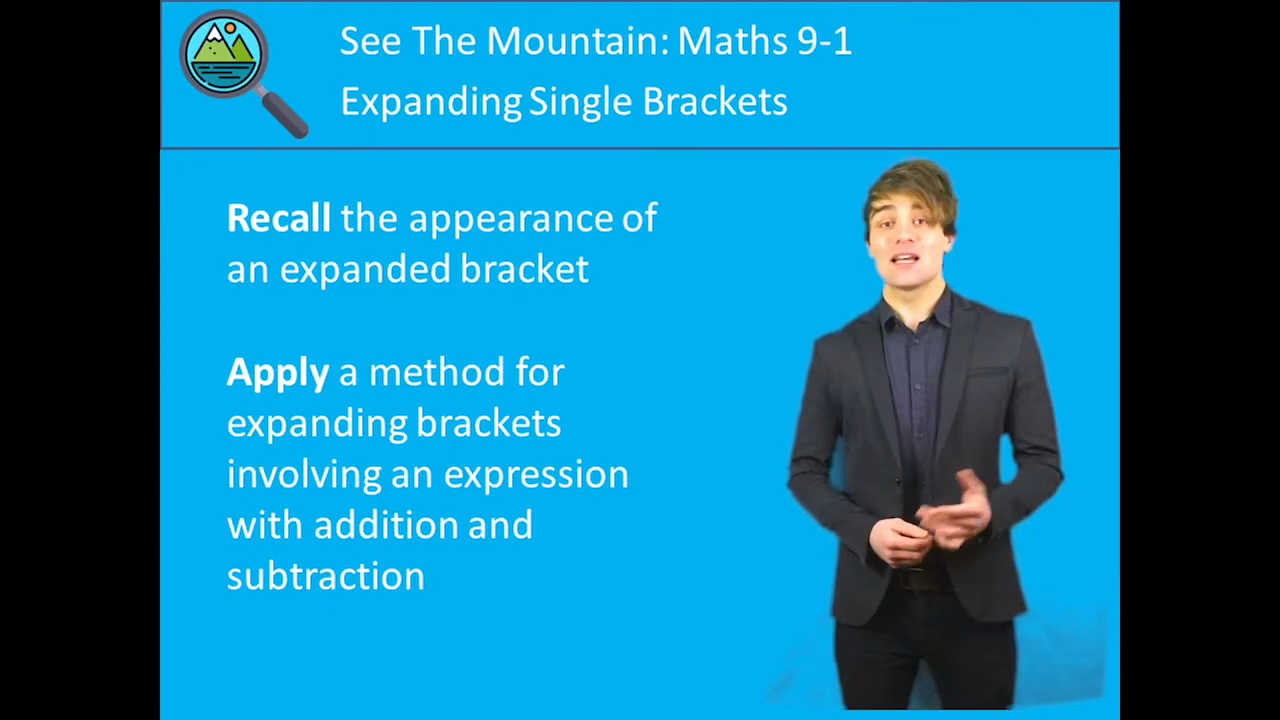 See The Mountain: Maths 9-1
Expanding Single Brackets
Recall the appearance of
an expanded bracket
Apply a method for
expanding brackets
involving an expression
with addition and
subtraction